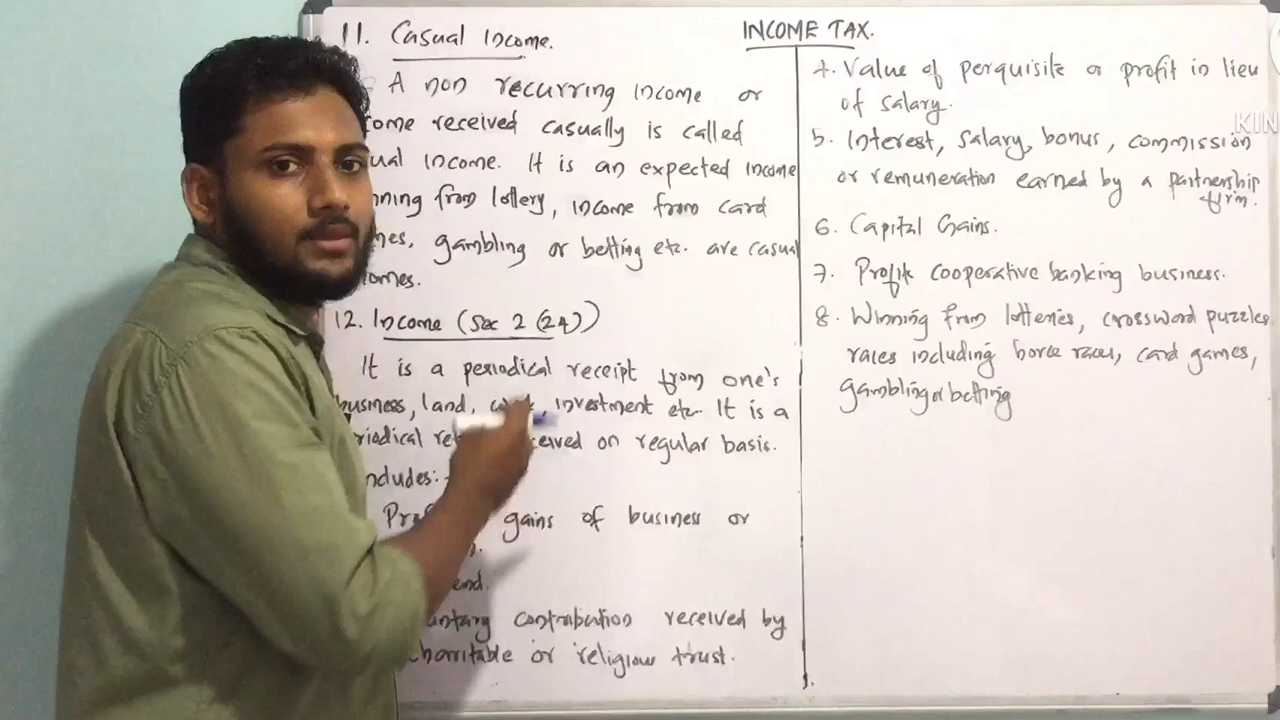 INCOME TAX.
11. Casual Income.
A non recurring income or
ome received casually is called
ual income. It is an expected income
nning from lottery, income from card
mes, gambling or betting etc. are casual
omes.
12. Income (Sec 2 (24))
It is a periodical receipt from one's
business, land, investment etc. It is a
riodical received on regular basis.
ncludes:-
gains of business or
end.
untary contribution received by
charitable or religious trust.
4. Value of perquisite or profit in lieu
of salary.
5. Interest, salary, bonus, commission
or remuneration earned by a partnership
firm.
6. Capital Gains.
7. Profit cooperative banking business.
8. Winning from lotteries, crossword puzzles
races including horse races, card games,
gambling or betting
KIN